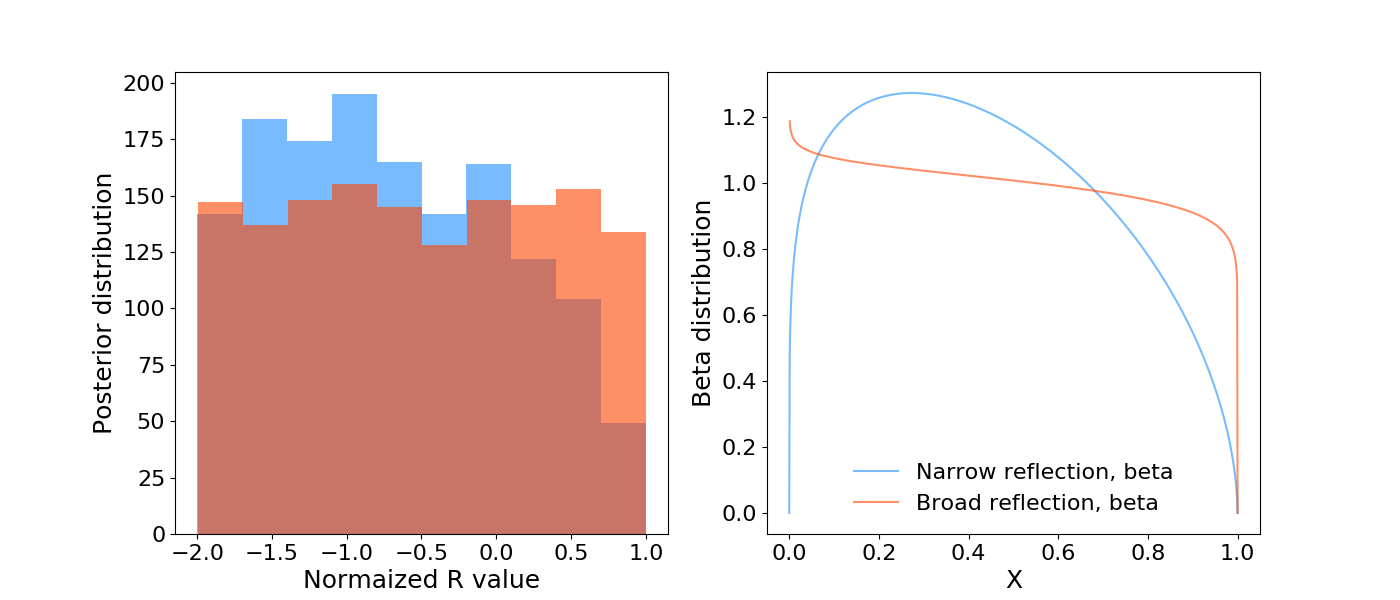 Posterior distribution
200
175
150
125
100
75
50
25
0
−2.0 −1.5 −1.0 −0.5 0.0 0.5 1.0
Normaized R value
Beta distribution
1.2
1.0
0.8
0.6
0.4
0.2
0.0
Narrow reflection, beta
Broad reflection, beta
0.0 0.2 0.4 0.6 0.8 1.0
X